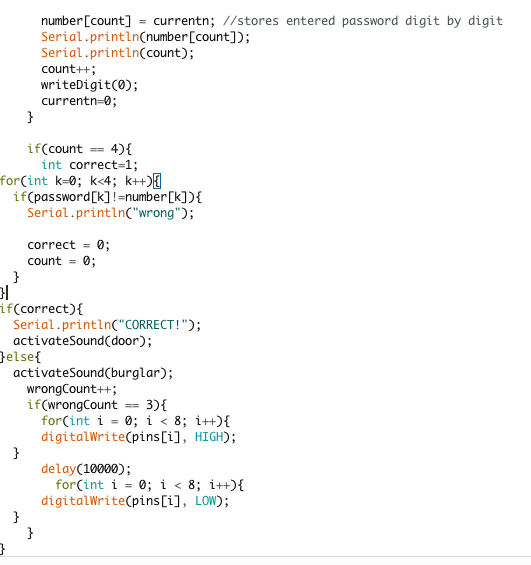 number[count] = currentn; //stores entered password digit by digit
Serial.println(number[count]);
Serial.println(count);
count++;
writeDigit(0);
currentn=0;
}
if(count == 4){
int correct=1;
for(int k=0; k<4; k++){
if(password[k]!=number[k]){
Serial.println("wrong");
correct = 0;
count = 0;
}
}
if(correct){
Serial.println("CORRECT!");
activateSound(door);
}else{
activateSound(burglar);
wrongCount++;
if(wrongCount == 3){
for(int i = 0; i < 8; i++){
digitalWrite(pins[i], HIGH);
}
delay(10000);
for(int i = 0; i < 8; i++){
digitalWrite(pins[i], LOW);
}
}
}